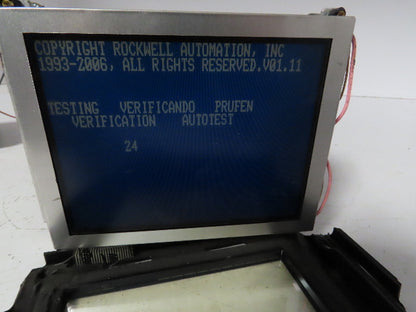 COPYRIGHT ROCKWELL AUTOMATION, INC
1993-2006, ALL RIGHTS RESERVED.V01.11
TESTING VERIFICANDO PRUFEN
VERIFICATION AUTOTEST
24